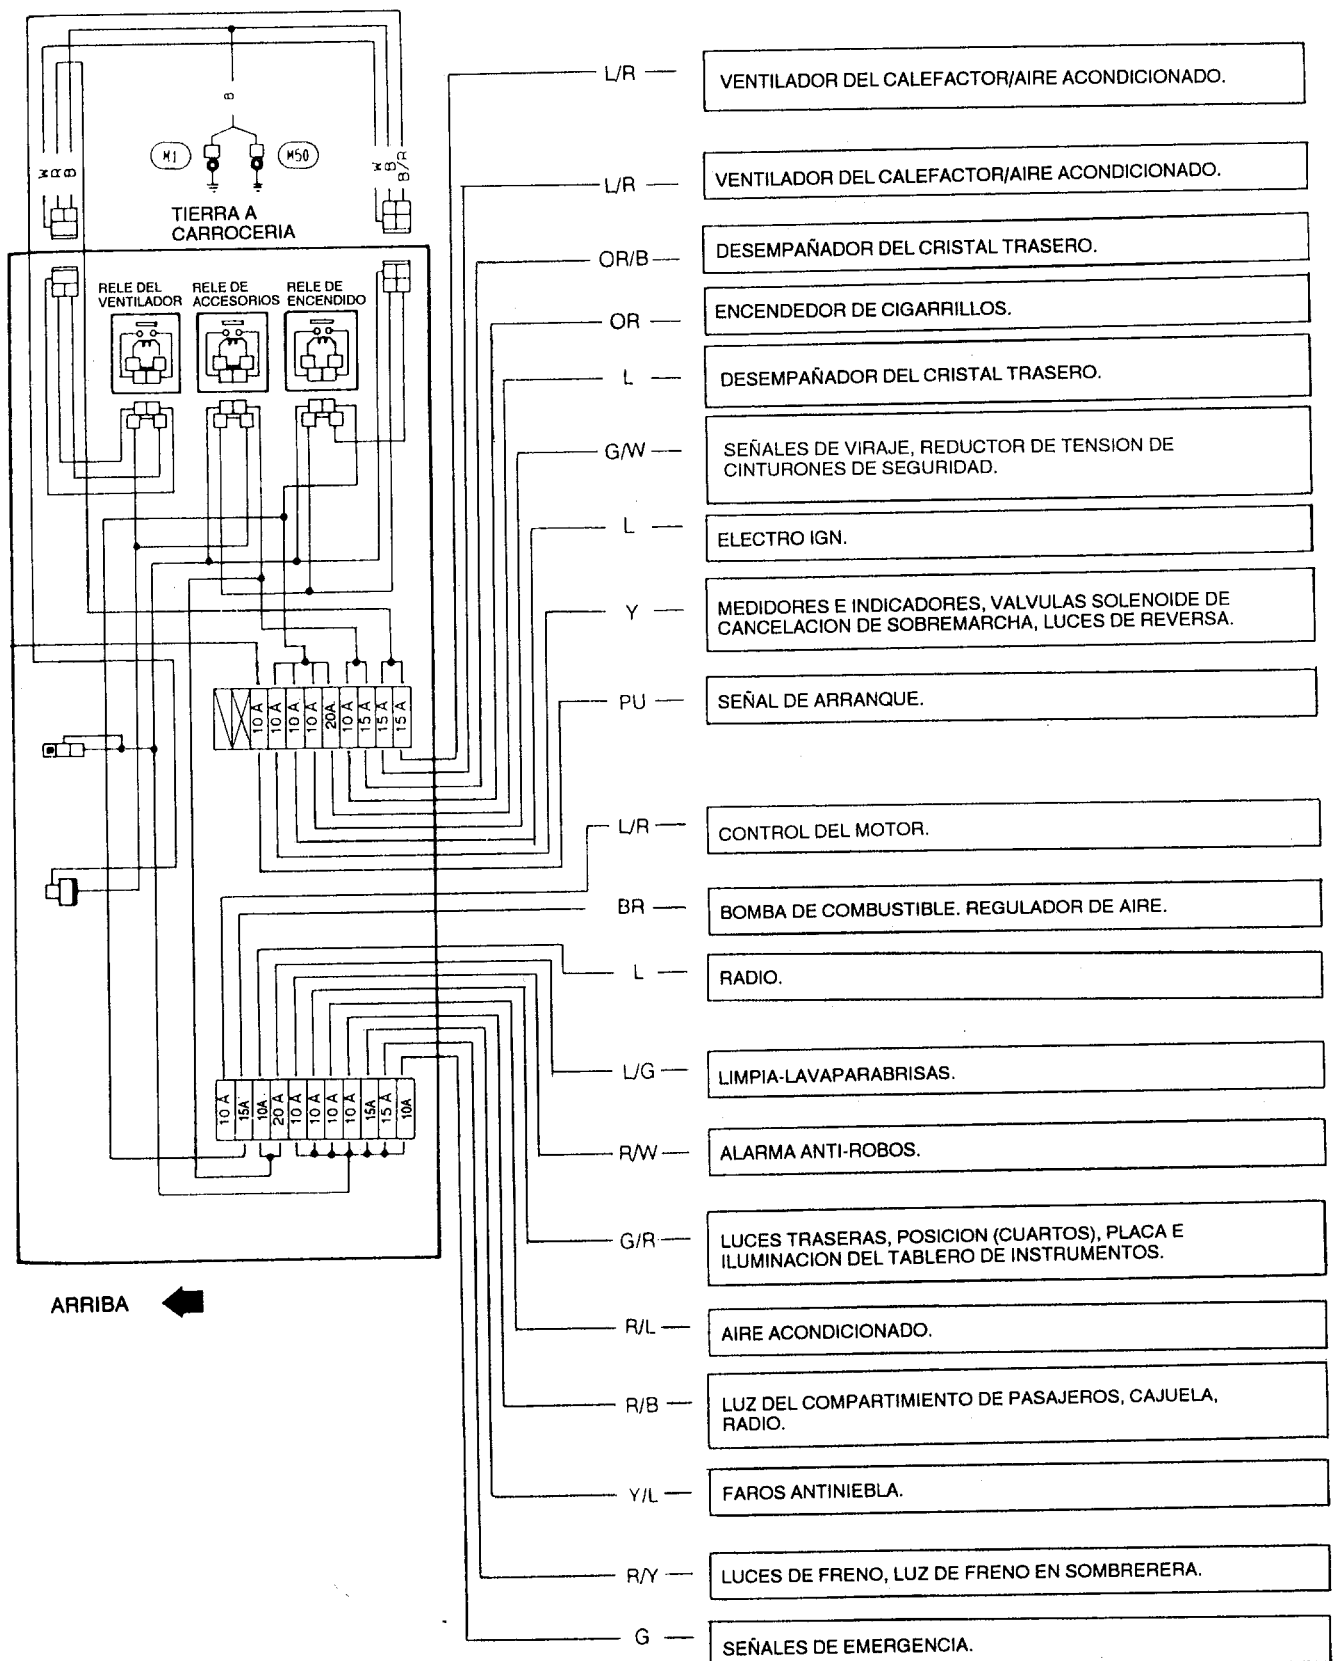 B
M1
M50
W
R
B
W
B
B/R
TIERRA A
CARROCERIA
RELE DEL
VENTILADOR
RELE DE
ACCESORIOS
RELE DE
ENCENDIDO
10 A
10 A
10 A
10 A
20A.
10 A
15 A
15 A
15 A
10 A
15A
10A.
20 A
10 A
10 A
10 A
10 A
15A
15 A
10A
ARRIBA
L/R
VENTILADOR DEL CALEFACTOR/AIRE ACONDICIONADO.
L/R
VENTILADOR DEL CALEFACTOR/AIRE ACONDICIONADO.
OR/B
DESEMPAÑADOR DEL CRISTAL TRASERO.
OR
ENCENDEDOR DE CIGARRILLOS.
L
DESEMPAÑADOR DEL CRISTAL TRASERO.
G/W
SEÑALES DE VIRAJE, REDUCTOR DE TENSION DE
CINTURONES DE SEGURIDAD.
L
ELECTRO IGN.
Y
MEDIDORES E INDICADORES, VALVULAS SOLENOIDE DE
CANCELACION DE SOBREMARCHA, LUCES DE REVERSA.
PU
SEÑAL DE ARRANQUE.
L/R
CONTROL DEL MOTOR.
BR
BOMBA DE COMBUSTIBLE. REGULADOR DE AIRE.
L
RADIO.
L/G
LIMPIA-LAVAPARABRISAS.
R/W
ALARMA ANTI-ROBOS.
G/R
LUCES TRASERAS, POSICION (CUARTOS), PLACA E
ILUMINACION DEL TABLERO DE INSTRUMENTOS.
R/L
AIRE ACONDICIONADO.
R/B
LUZ DEL COMPARTIMIENTO DE PASAJEROS, CAJUELA,
RADIO.
Y/L
FAROS ANTINIEBLA.
R/Y
LUCES DE FRENO, LUZ DE FRENO EN SOMBRERERA.
G
SEÑALES DE EMERGENCIA.